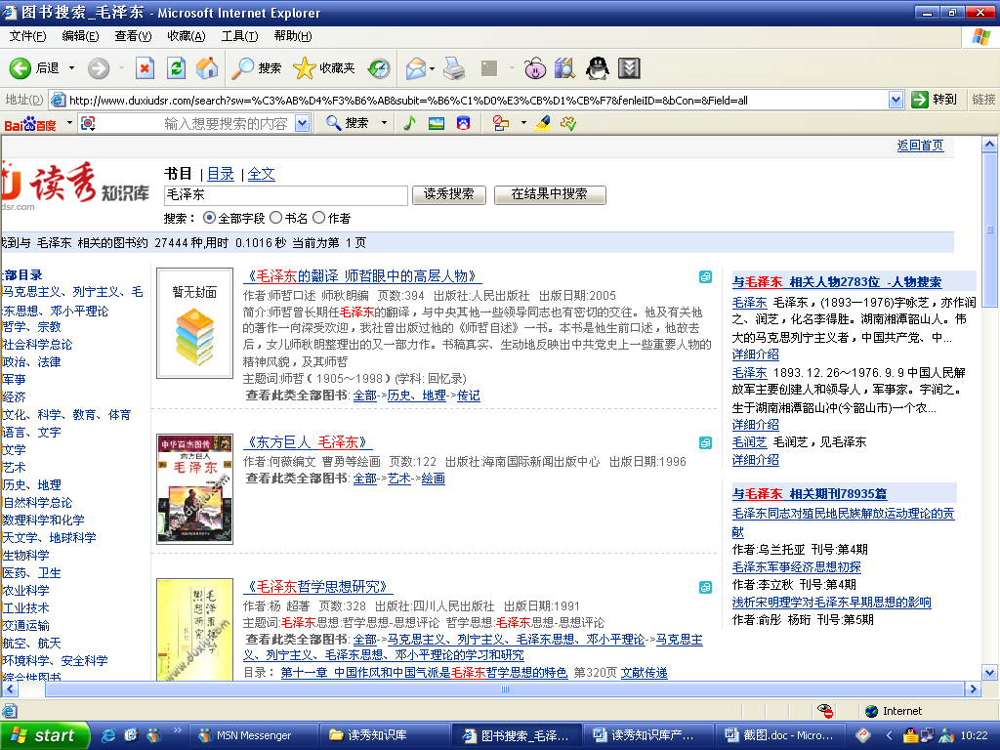 图书搜索_毛泽东 - Microsoft Internet Explorer
文件(F) 编辑(E) 查看(V) 收藏(A) 工具(T) 帮助(H)
后退 搜索 收藏夹
地址(D) http://www.duxiudsr.com/search?sw=%C3%AB%D4%F3%B6%AB&subit=%B6%C1%D0%E3%CB%D1%CB%F7&fenleiID=&bCon=&Field=all 转到 链接
Bai百度 输入想要搜索的内容 搜索
返回首页
读秀知识库
dsr.com
书目 | 目录 | 全文
毛泽东 读秀搜索 在结果中搜索
搜索： 全部字段 书名 作者
找到与 毛泽东 相关的图书约 27444 种,用时 0.1016 秒 当前为第 1 页
全部目录
马克思主义、列宁主义、毛
泽东思想、邓小平理论
哲学、宗教
社会科学总论
政治、法律
军事
经济
文化、科学、教育、体育
语言、文字
文学
艺术
历史、地理
自然科学总论
数理科学和化学
天文学、地球科学
生物科学
医药、卫生
农业科学
工业技术
交通运输
航空、航天
环境科学、安全科学
综合性图书
暂无封面
《毛泽东的翻译 师哲眼中的高层人物》
作者:师哲口述 师秋朗编 页数:394 出版社:人民出版社 出版日期:2005
简介:师哲曾长期任毛泽东的翻译，与中央其他一些领导同志也有密切的交往。他及有关他
的著作一向深受欢迎，我社曾出版过他的《师哲自述》一书。本书是他生前口述，他故去
后，女儿师秋朗整理出的又一部力作。书稿真实、生动地反映出中共党史上一些重要人物的
精神风貌，及其师哲
主题词:师哲（1905～1998）(学科: 回忆录)
查看此类全部图书: 全部->历史、地理->传记
中华百杰图传
东方巨人
毛泽东
www.duxiu.com
《东方巨人 毛泽东》
作者:何薇编文 曹勇等绘画 页数:122 出版社:海南国际新闻出版中心 出版日期:1996
查看此类全部图书: 全部->艺术->绘画
毛泽东哲学
思想研究
www.duxiu.com
《毛泽东哲学思想研究》
作者:杨 超著 页数:328 出版社:四川人民出版社 出版日期:1991
主题词:毛泽东思想:哲学思想-思想评论 哲学思想:毛泽东思想-思想评论
查看此类全部图书: 全部->马克思主义、列宁主义、毛泽东思想、邓小平理论->马克思主
义、列宁主义、毛泽东思想、邓小平理论的学习和研究
目录： 第十一章 中国作风和中国气派是毛泽东哲学思想的特色 第320页 文献传递
与毛泽东 相关人物2783位 -人物搜索
毛泽东 毛泽东，(1893—1976)字咏芝，亦作润
之、润芝，化名李得胜。湖南湘潭韶山人。伟
大的马克思列宁主义者，中国共产党、中...
详细介绍
毛泽东 1893.12.26～1976.9.9中国人民解
放军主要创建人和领导人，军事家。字润之。
生于湖南湘潭韶山冲(今韶山市)一个农...
详细介绍
毛润芝 毛润芝，见毛泽东
详细介绍
与毛泽东 相关期刊78935篇
毛泽东同志对殖民地民族解放运动理论的贡
献
作者:乌兰托亚 刊号:第4期
毛泽东军事经济思想初探
作者:李立秋 刊号:第4期
浅析宋明理学对毛泽东早期思想的影响
作者:俞彤 杨珩 刊号:第5期
Internet
start MSN Messenger 读秀知识库 图书搜索_毛泽... 读秀知识库产... 截图.doc - Micro... 10:22